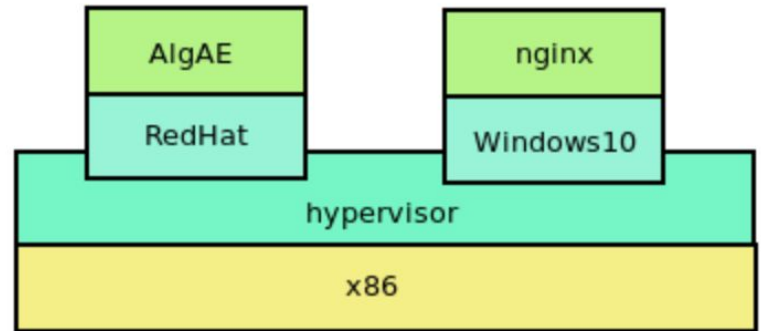 AlgAE
nginx
RedHat
Windows10
hypervisor
x86